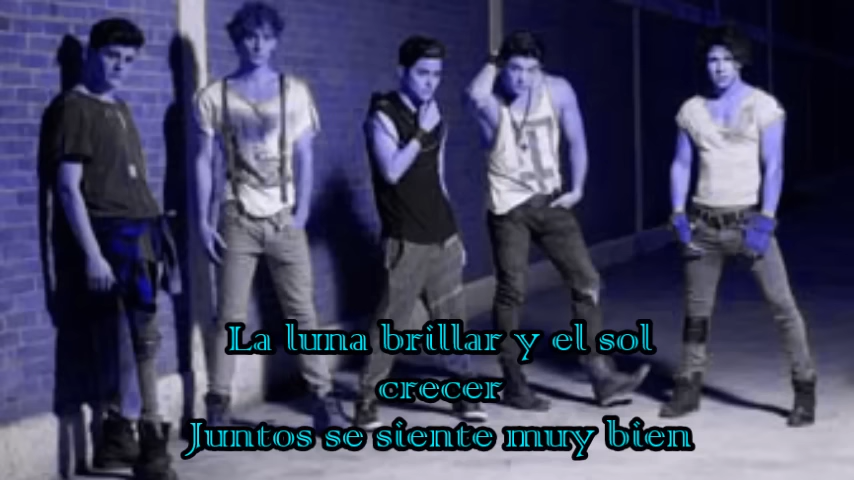 La luna brillar y el sol
crecer
Juntos se siente muy bien